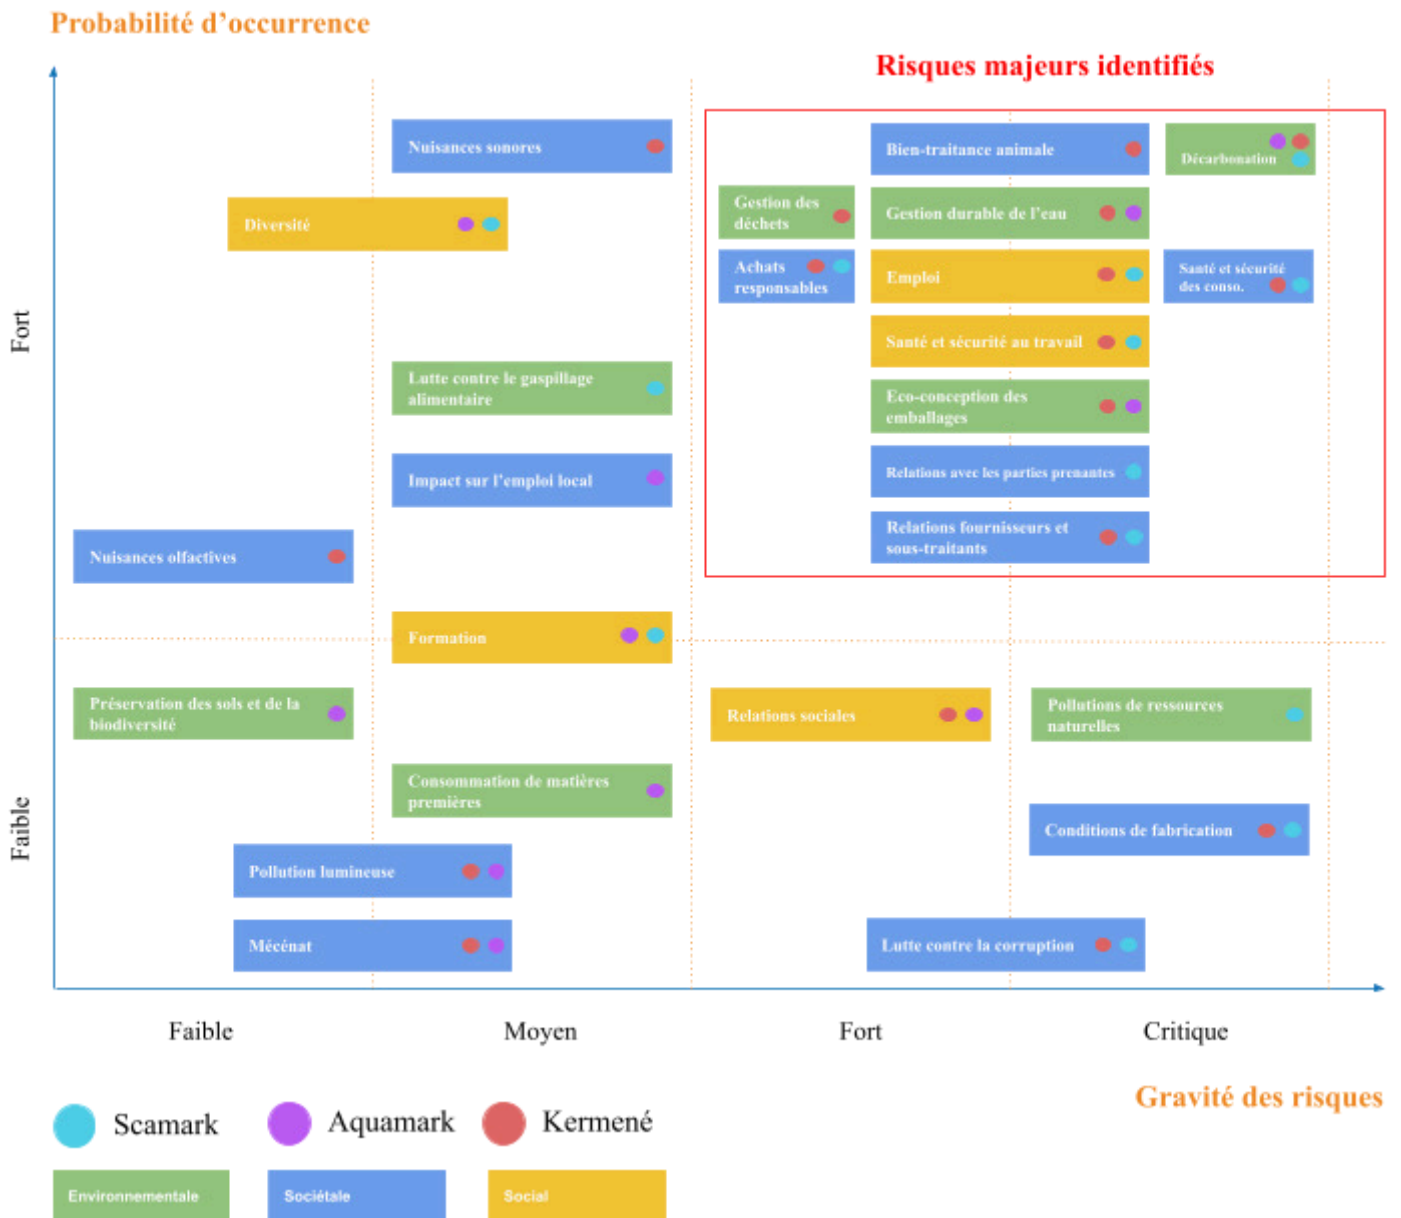 Probabilité d’occurrence
Risques majeurs identifiés
Nuisances sonores
Bien-traitance animale
Décarbonation
Diversité
Gestion des
déchets
Gestion durable de l’eau
Achats
responsables
Emploi
Santé et sécurité
des conso.
Santé et sécurité au travail
Lutte contre le gaspillage
alimentaire
Eco-conception des
emballages
Impact sur l’emploi local
Relations avec les parties prenantes
Nuisances olfactives
Relations fournisseurs et
sous-traitants
Fort
Formation
Préservation des sols et de la
biodiversité
Relations sociales
Pollutions de ressources
naturelles
Consommation de matières
premières
Conditions de fabrication
Faible
Pollution lumineuse
Mécénat
Lutte contre la corruption
Faible
Moyen
Fort
Critique
Gravité des risques
Scamark
Aquamark
Kermené
Environnementale
Sociétale
Social